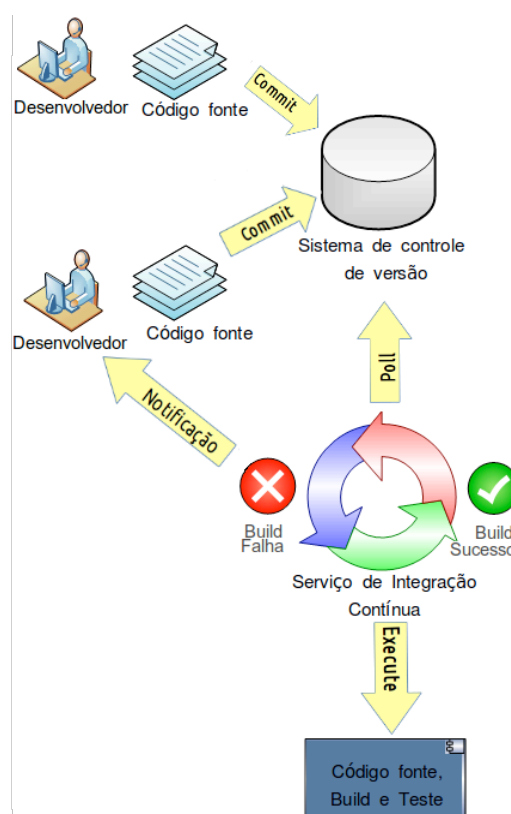 Desenvolvedor
Código fonte
Commit
Sistema de controle
de versão
Commit
Desenvolvedor
Código fonte
Poll
Notificação
Build
Falha
Build
Sucesso
Serviço de Integração
Contínua
Execute
Código fonte,
Build e Teste